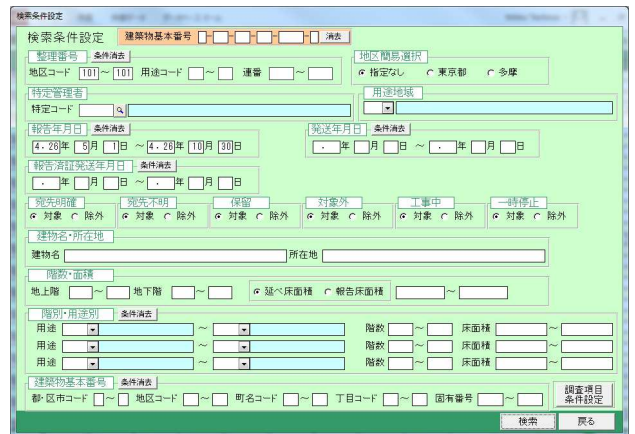 検索条件設定
検索条件設定 建築物基本番号 - - - - - 消去
整理番号 条件消去 地区簡易選択
地区コード 101 ～ 101 用途コード ～ 連番 ～ 指定なし 東京都 多摩
特定管理者 用途地域
特定コード
報告年月日 条件消去 発送年月日 条件消去
4.26年 5月 1日 ～ 4.26年 10月 30日 . 年 月 日 ～ . 年 月 日
報告済証発送年月日 条件消去
. 年 月 日 ～ . 年 月 日
宛先明確 宛先不明 保留 対象外 工事中 一時停止
対象 除外 対象 除外 対象 除外 対象 除外 対象 除外 対象 除外
建物名・所在地
建物名 所在地
階数・面積
地上階 ～ 地下階 ～ 延べ床面積 報告床面積 ～
階別・用途別 条件消去
用途 ～ 階数 ～ 床面積 ～
用途 ～ 階数 ～ 床面積 ～
用途 ～ 階数 ～ 床面積 ～
建築物基本番号 条件消去
都・区市コード ～ 地区コード ～ 町名コード ～ 丁目コード ～ 固有番号 ～
調査項目
条件設定
検索 戻る